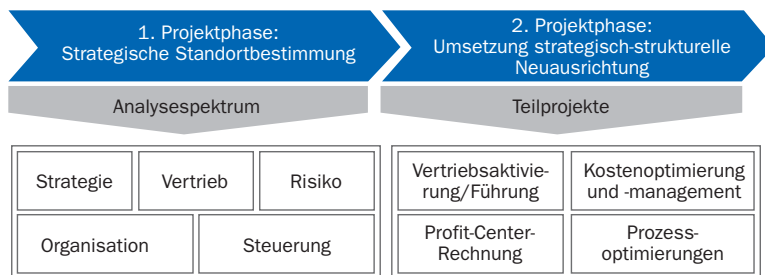 1. Projektphase:
Strategische Standortbestimmung
2. Projektphase:
Umsetzung strategisch-strukturelle
Neuausrichtung
Analysespektrum
Teilprojekte
Strategie
Vertrieb
Risiko
Organisation
Steuerung
Vertriebsaktivie-
rung/Führung
Kostenoptimierung
und -management
Profit-Center-
Rechnung
Prozess-
optimierungen